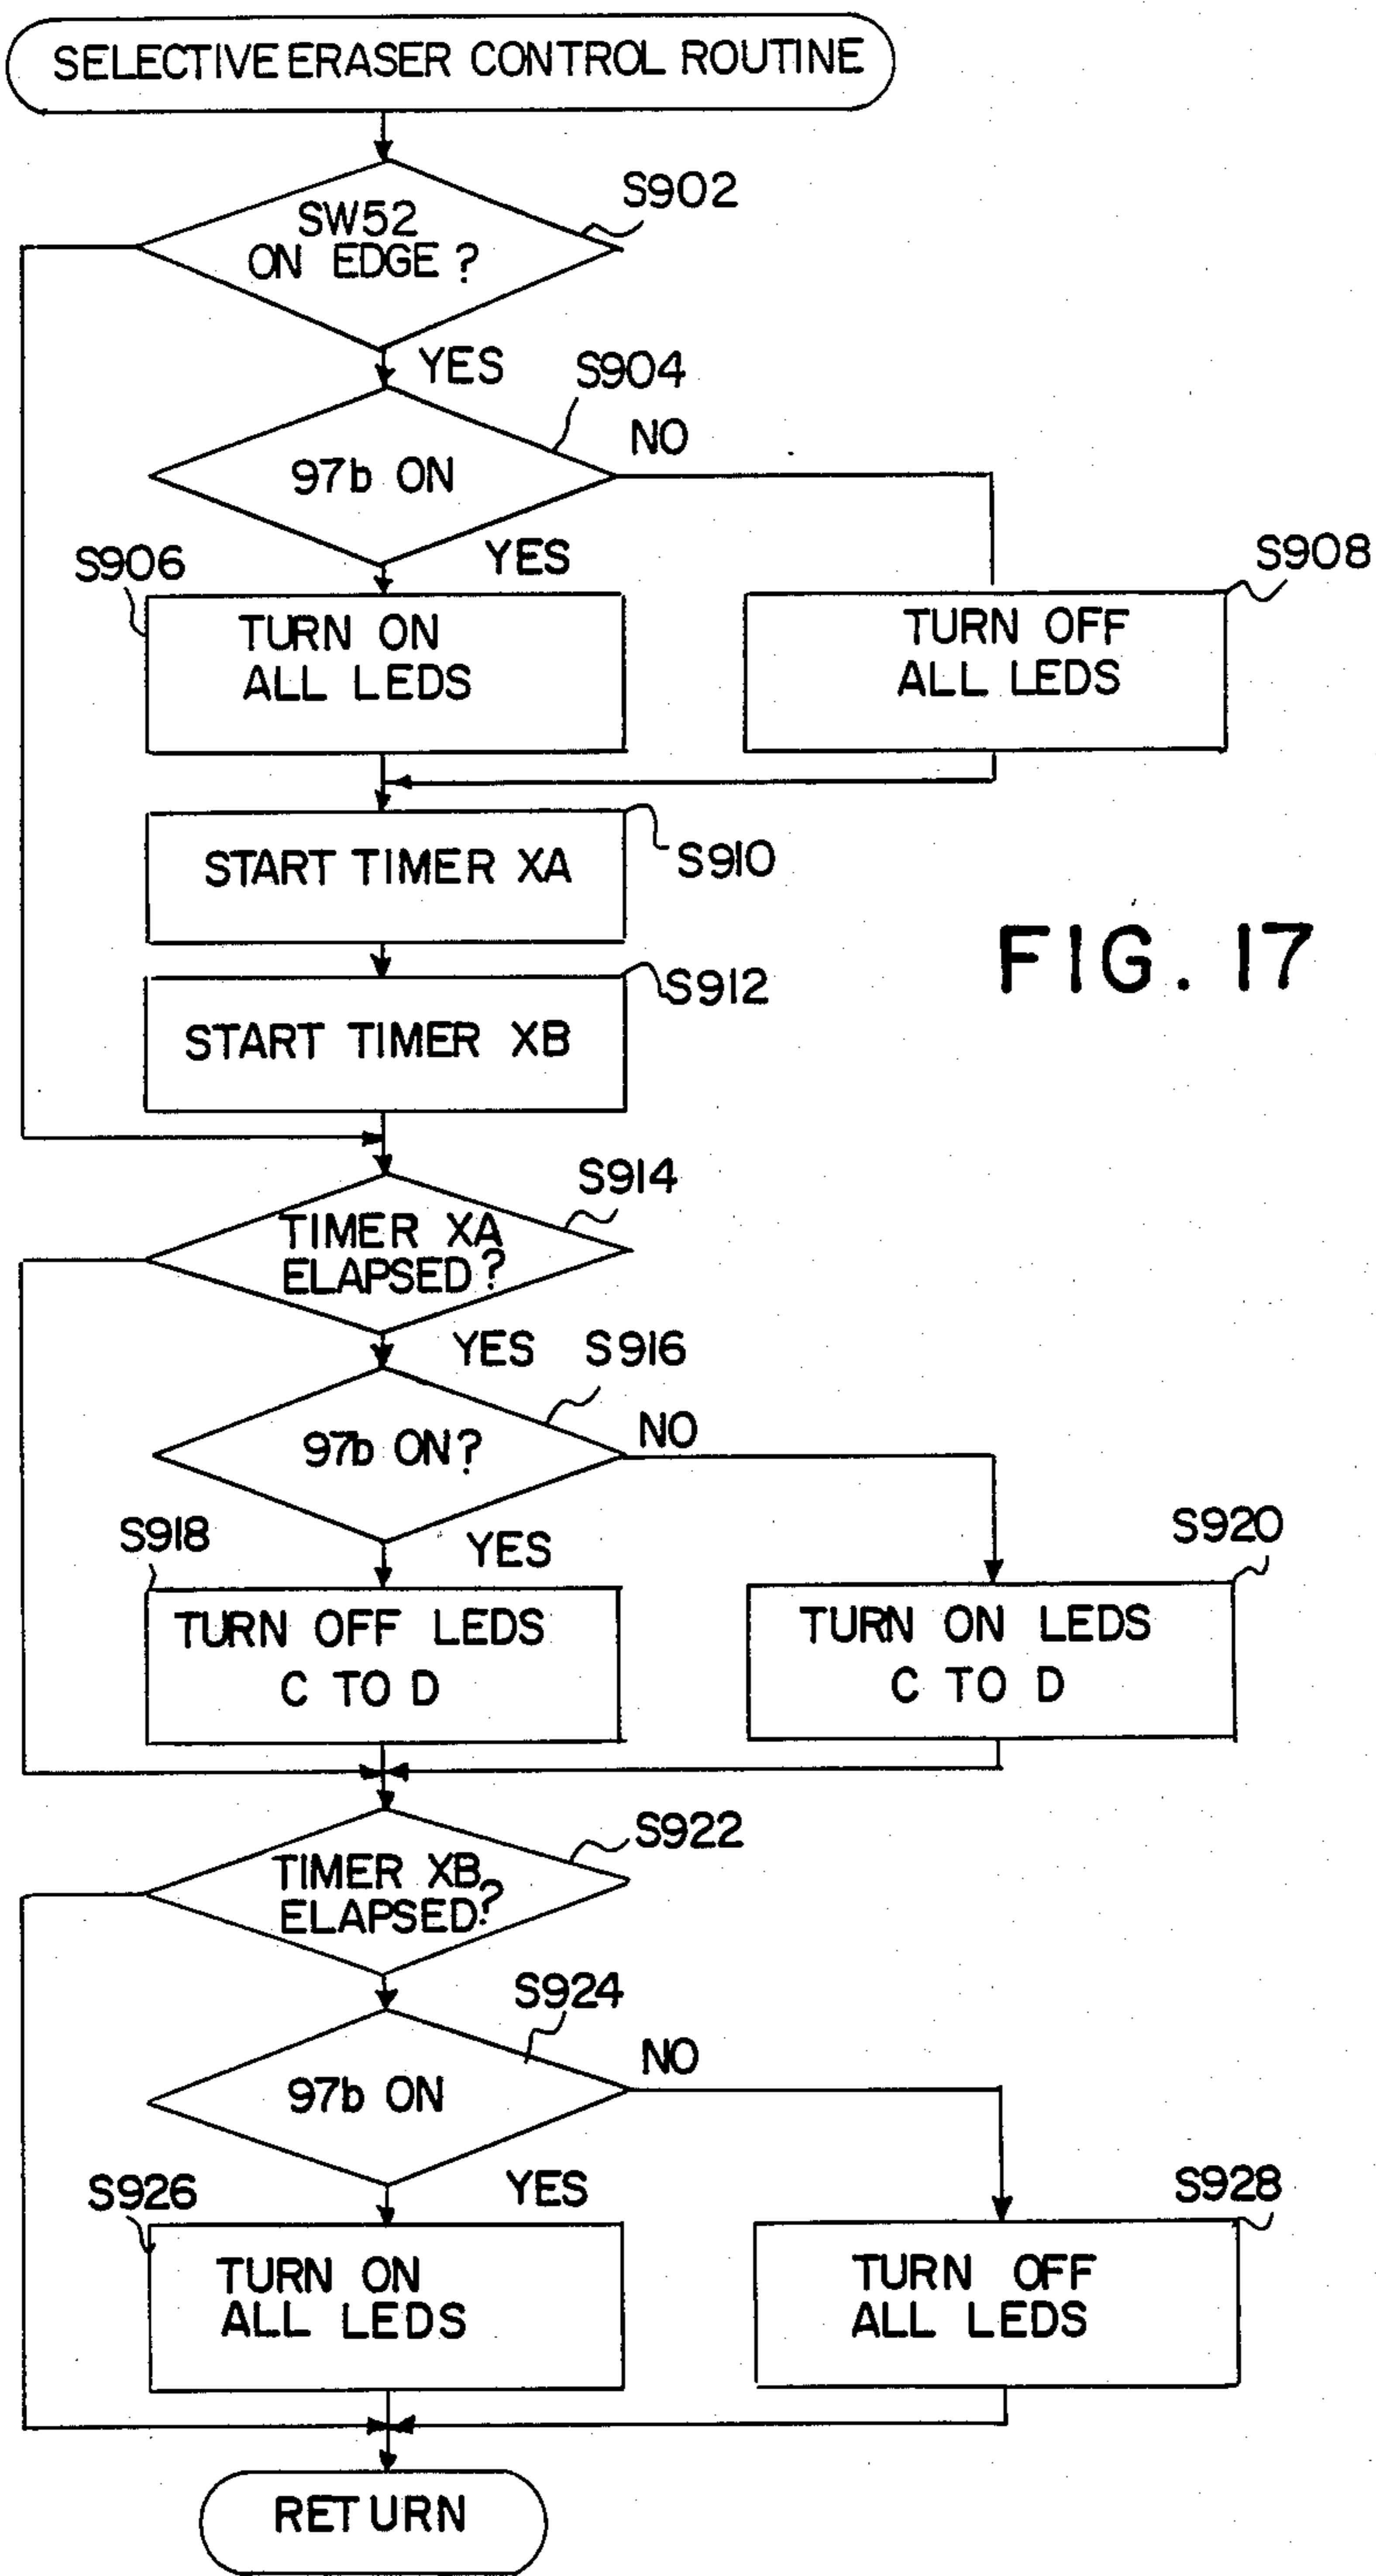 SELECTIVE ERASER CONTROL ROUTINE
S902
SW52
ON EDGE ?
YES
S904
NO
97b ON
YES
S906
S908
TURN ON
ALL LEDS
TURN OFF
ALL LEDS
START TIMER XA
S910
FIG. 17
S912
START TIMER XB
S914
TIMER XA
ELAPSED?
YES
S916
NO
97b ON?
YES
S918
S920
TURN OFF LEDS
C TO D
TURN ON LEDS
C TO D
S922
TIMER XB
ELAPSED?
S924
NO
97b ON
YES
S926
S928
TURN ON
ALL LEDS
TURN OFF
ALL LEDS
RETURN